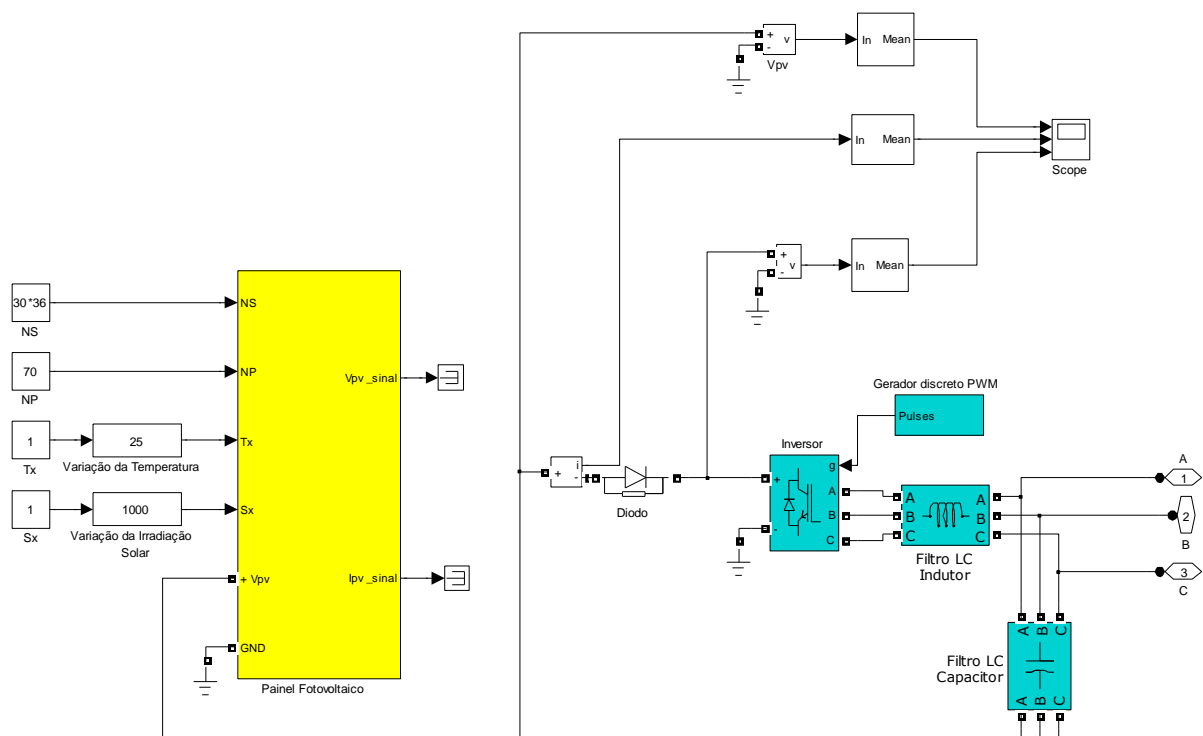 +
-
v
Vpv
In Mean
In Mean
Scope
+
-
v
In Mean
30*36
NS
70
NP
1
Tx
25
Variação da Temperatura
1
Sx
1000
Variação da Irradiação
Solar
NS
NP
Tx
Sx
+ Vpv
GND
Vpv _sinal
Ipv _sinal
Painel Fotovoltaico
+
i
-
Diodo
Gerador discreto PWM
Pulses
Inversor
g
+
-
A
B
C
A A
B B
C C
Filtro LC
Indutor
A
1
2
B
3
C
A B C
A B C
Filtro LC
Capacitor